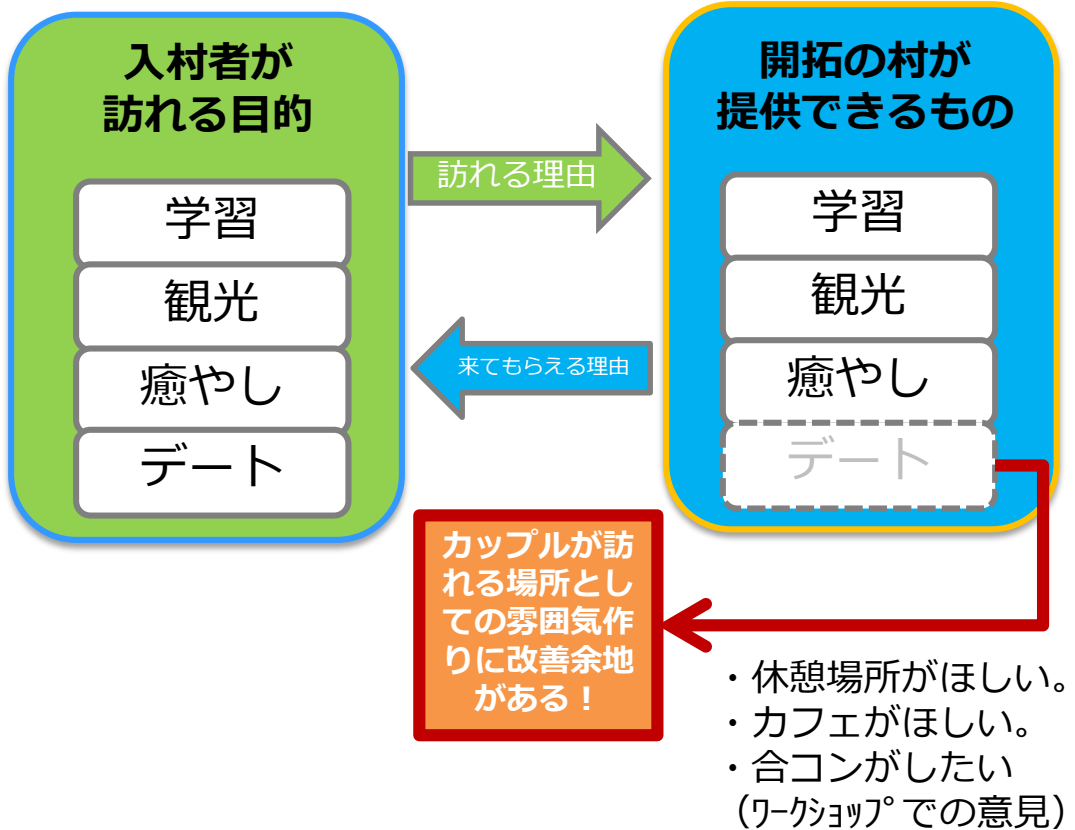 入村者が
訪れる目的
学習
観光
癒やし
デート
訪れる理由
来てもらえる理由
開拓の村が
提供できるもの
学習
観光
癒やし
デート
カップルが訪
れる場所とし
ての雰囲気作
りに改善余地
がある！
・休憩場所がほしい。
・カフェがほしい。
・合コンがしたい
（ﾜｰｸｼｮｯﾌﾟでの意見）